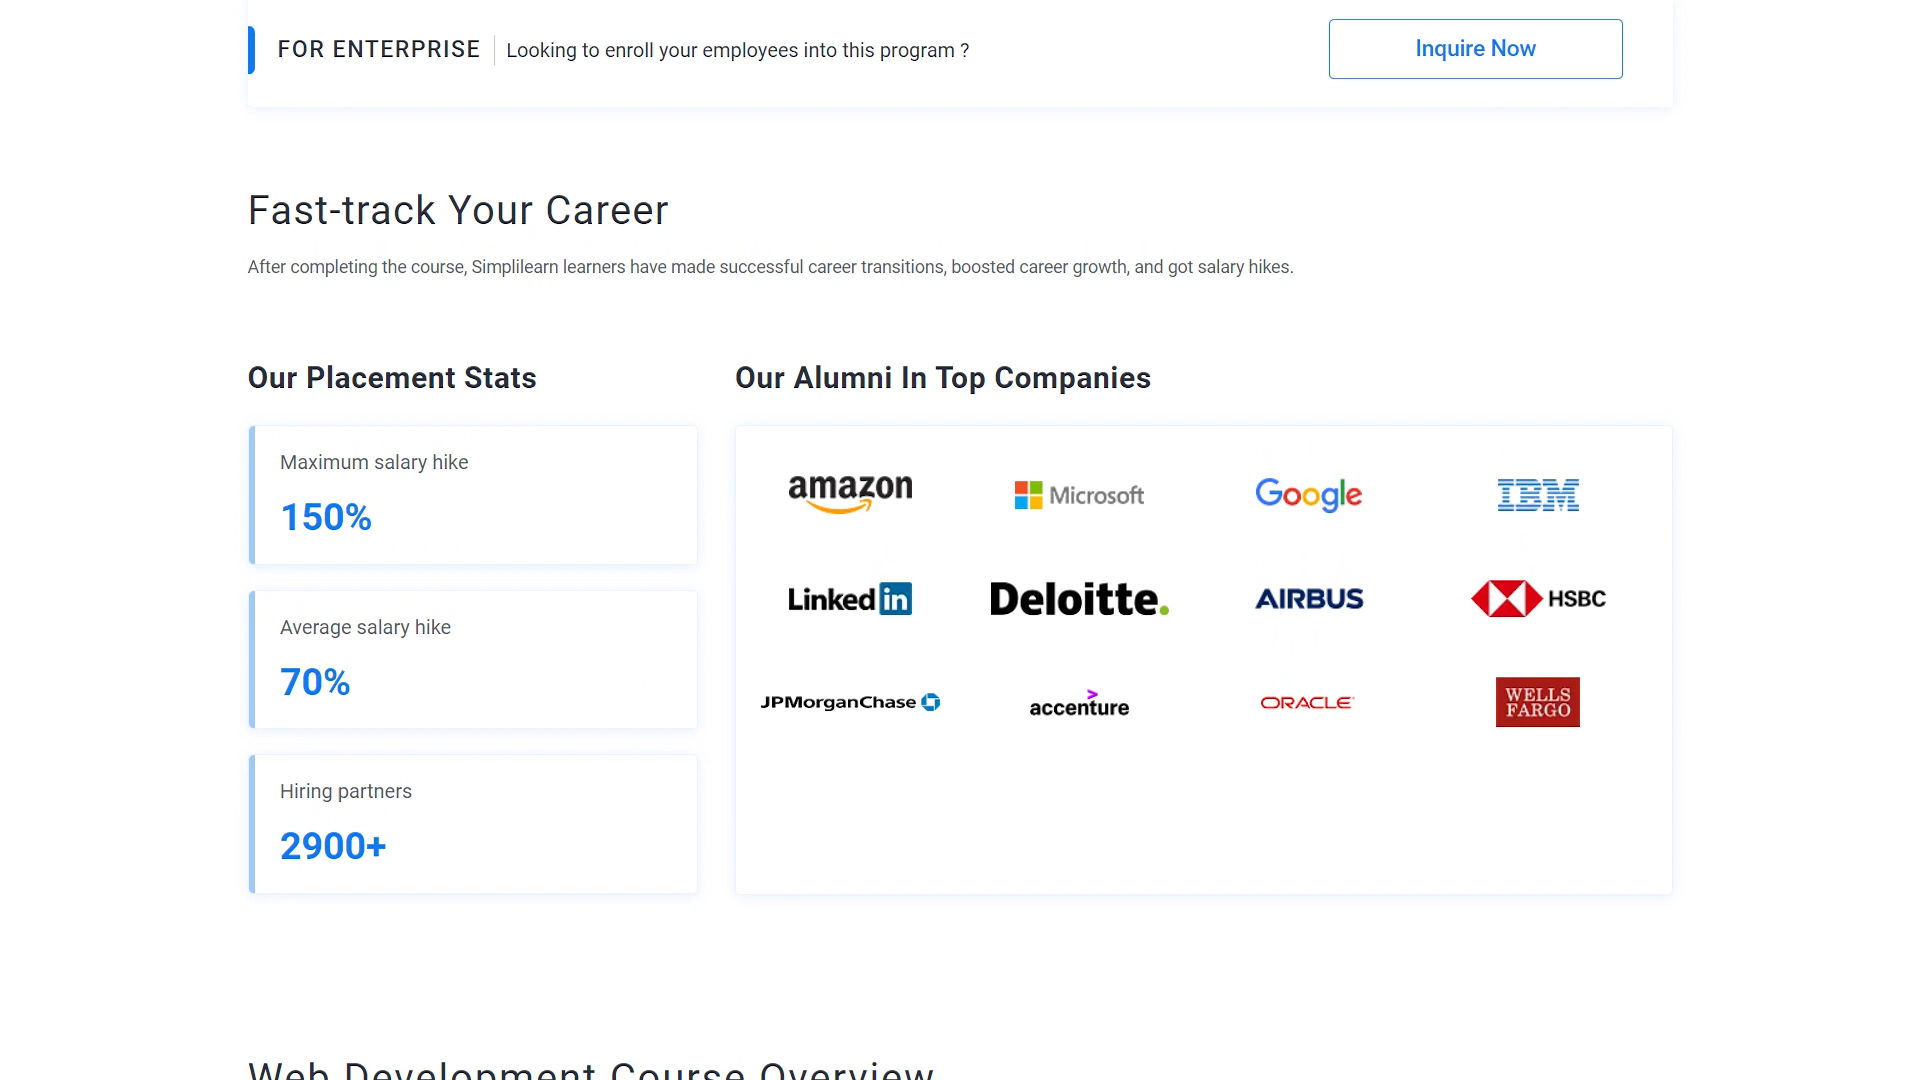 FOR ENTERPRISE
Looking to enroll your employees into this program ?
Inquire Now
Fast-track Your Career
After completing the course, Simplilearn learners have made successful career transitions, boosted career growth, and got salary hikes.
Our Placement Stats
Maximum salary hike
150%
Average salary hike
70%
Hiring partners
2900+
Our Alumni In Top Companies
amazon
Microsoft
Google
IBM
Linked in
Deloitte.
AIRBUS
HSBC
JPMorganChase
accenture
ORACLE
WELLS
FARGO
Web Development Course Overview